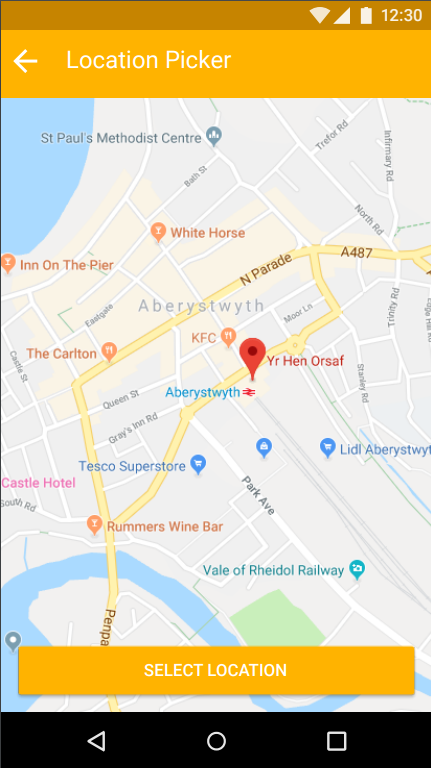 12:30
Location Picker
St Paul's Methodist Centre
Trefor Rd
Infirmary Rd
Bath St
North Rd
White Horse
A487
Inn On The Pier
N Parade
Trinity Rd
Eastgate
Aberystwyth
Moor Ln
KFC
The Carlton
Yr Hen Orsaf
Castle St
Stanley Rd
Aberystwyth
Queen St
Gray's Inn Rd
Lidl Aberystwyt
Tesco Superstore
Castle Hotel
Park Ave
South Rd
Rummers Wine Bar
Vale of Rheidol Railway
Penpa
SELECT LOCATION